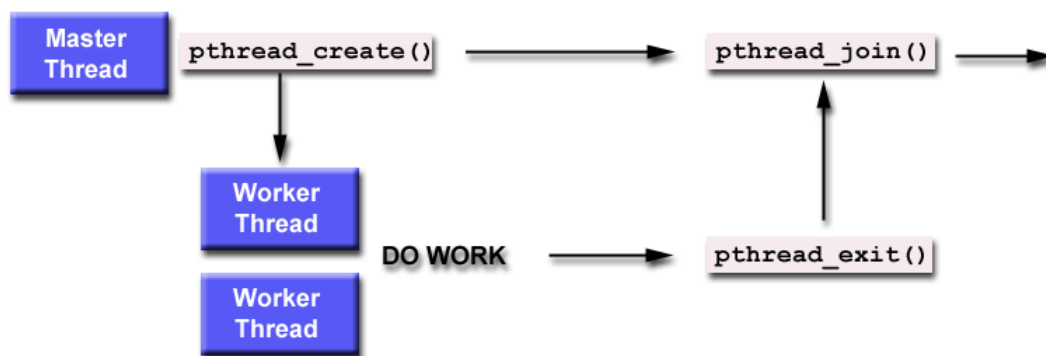 Master
Thread
pthread_create()
pthread_join()
Worker
Thread
DO WORK
pthread_exit()
Worker
Thread